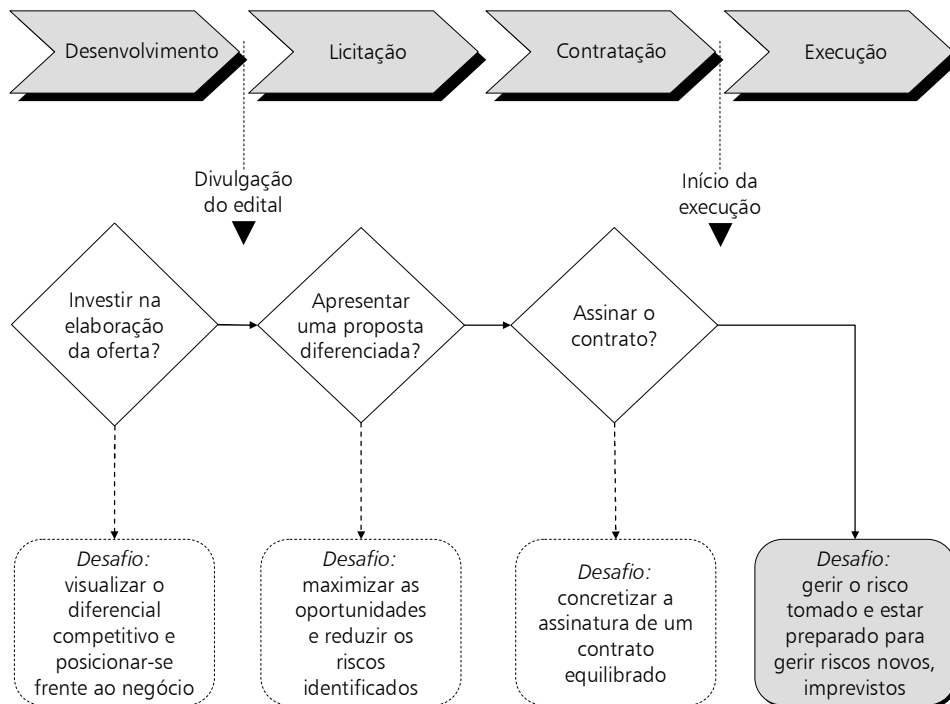 Desenvolvimento
Licitação
Contratação
Execução
Divulgação
do edital
Início da
execução
Investir na
elaboração
da oferta?
Apresentar
uma proposta
diferenciada?
Assinar o
contrato?
Desafio:
visualizar o
diferencial
competitivo e
posicionar-se
frente ao negócio
Desafio:
maximizar as
oportunidades
e reduzir os
riscos
identificados
Desafio:
concretizar a
assinatura de um
contrato
equilibrado
Desafio:
gerir o risco
tomado e estar
preparado para
gerir riscos novos,
imprevistos